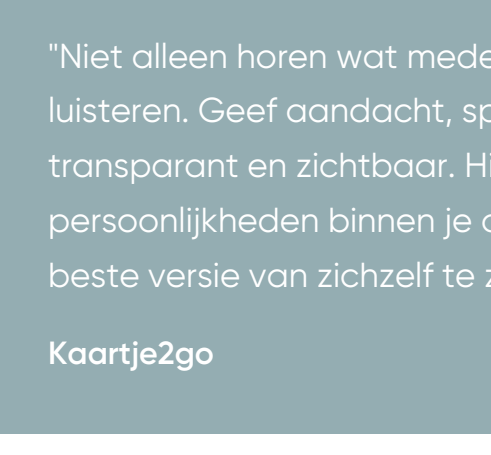 "Niet alleen horen wat mede
luisteren. Geef aandacht, sp
transparant en zichtbaar. Hi
persoonlijkheden binnen je
beste versie van zichzelf te
Kaartje2go